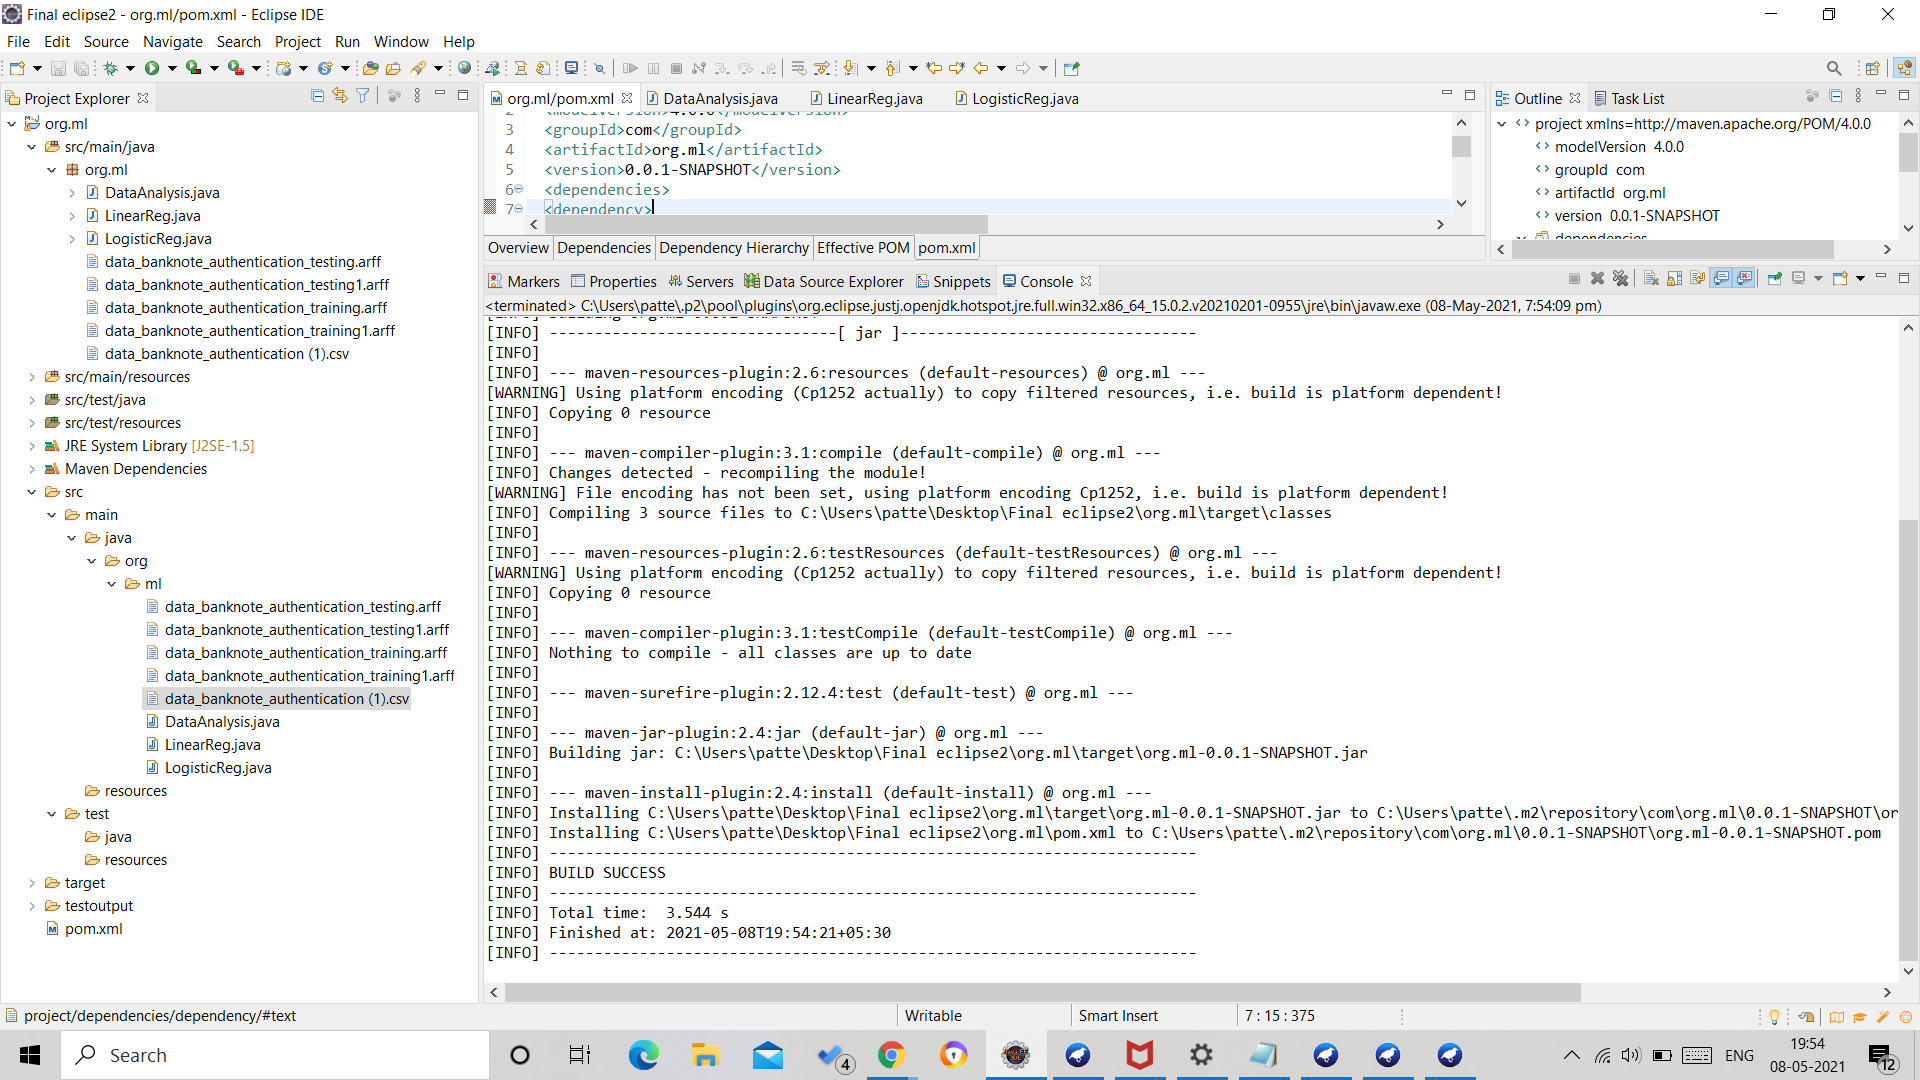 Final eclipse2 - org.ml/pom.xml - Eclipse IDE
File Edit Source Navigate Search Project Run Window Help
Project Explorer
org.ml
src/main/java
org.ml
DataAnalysis.java
LinearReg.java
LogisticReg.java
data_banknote_authentication_testing.arff
data_banknote_authentication_testing1.arff
data_banknote_authentication_training.arff
data_banknote_authentication_training1.arff
data_banknote_authentication (1).csv
src/main/resources
src/test/java
src/test/resources
JRE System Library [J2SE-1.5]
Maven Dependencies
src
main
java
org
ml
data_banknote_authentication_testing.arff
data_banknote_authentication_testing1.arff
data_banknote_authentication_training.arff
data_banknote_authentication_training1.arff
data_banknote_authentication (1).csv
DataAnalysis.java
LinearReg.java
LogisticReg.java
resources
test
java
resources
target
testoutput
pom.xml
org.ml/pom.xml DataAnalysis.java LinearReg.java LogisticReg.java
2 <modelVersion>4.0.0</modelVersion>
3 <groupId>com</groupId>
4 <artifactId>org.ml</artifactId>
5 <version>0.0.1-SNAPSHOT</version>
6 <dependencies>
7 <dependency>
Overview Dependencies Dependency Hierarchy Effective POM pom.xml
Outline Task List
project xmlns=http://maven.apache.org/POM/4.0.0
modelVersion 4.0.0
groupId com
artifactId org.ml
version 0.0.1-SNAPSHOT
dependencies
Markers Properties Servers Data Source Explorer Snippets Console
<terminated> C:\Users\patte\.p2\pool\plugins\org.eclipse.justj.openjdk.hotspot.jre.full.win32.x86_64_15.0.2.v20210201-0955\jre\bin\javaw.exe (08-May-2021, 7:54:09 pm)
[INFO] --------------------------------[ jar ]---------------------------------
[INFO]
[INFO] --- maven-resources-plugin:2.6:resources (default-resources) @ org.ml ---
[WARNING] Using platform encoding (Cp1252 actually) to copy filtered resources, i.e. build is platform dependent!
[INFO] Copying 0 resource
[INFO]
[INFO] --- maven-compiler-plugin:3.1:compile (default-compile) @ org.ml ---
[INFO] Changes detected - recompiling the module!
[WARNING] File encoding has not been set, using platform encoding Cp1252, i.e. build is platform dependent!
[INFO] Compiling 3 source files to C:\Users\patte\Desktop\Final eclipse2\org.ml\target\classes
[INFO]
[INFO] --- maven-resources-plugin:2.6:testResources (default-testResources) @ org.ml ---
[WARNING] Using platform encoding (Cp1252 actually) to copy filtered resources, i.e. build is platform dependent!
[INFO] Copying 0 resource
[INFO]
[INFO] --- maven-compiler-plugin:3.1:testCompile (default-testCompile) @ org.ml ---
[INFO] Nothing to compile - all classes are up to date
[INFO]
[INFO] --- maven-surefire-plugin:2.12.4:test (default-test) @ org.ml ---
[INFO]
[INFO] --- maven-jar-plugin:2.4:jar (default-jar) @ org.ml ---
[INFO] Building jar: C:\Users\patte\Desktop\Final eclipse2\org.ml\target\org.ml-0.0.1-SNAPSHOT.jar
[INFO]
[INFO] --- maven-install-plugin:2.4:install (default-install) @ org.ml ---
[INFO] Installing C:\Users\patte\Desktop\Final eclipse2\org.ml\target\org.ml-0.0.1-SNAPSHOT.jar to C:\Users\patte\.m2\repository\com\org.ml\0.0.1-SNAPSHOT\or
[INFO] Installing C:\Users\patte\Desktop\Final eclipse2\org.ml\pom.xml to C:\Users\patte\.m2\repository\com\org.ml\0.0.1-SNAPSHOT\org.ml-0.0.1-SNAPSHOT.pom
[INFO] ------------------------------------------------------------------------
[INFO] BUILD SUCCESS
[INFO] ------------------------------------------------------------------------
[INFO] Total time:  3.544 s
[INFO] Finished at: 2021-05-08T19:54:21+05:30
[INFO] ------------------------------------------------------------------------
project/dependencies/dependency/#text Writable Smart Insert 7 : 15 : 375
Search 4 ENG 19:54
08-05-2021 12